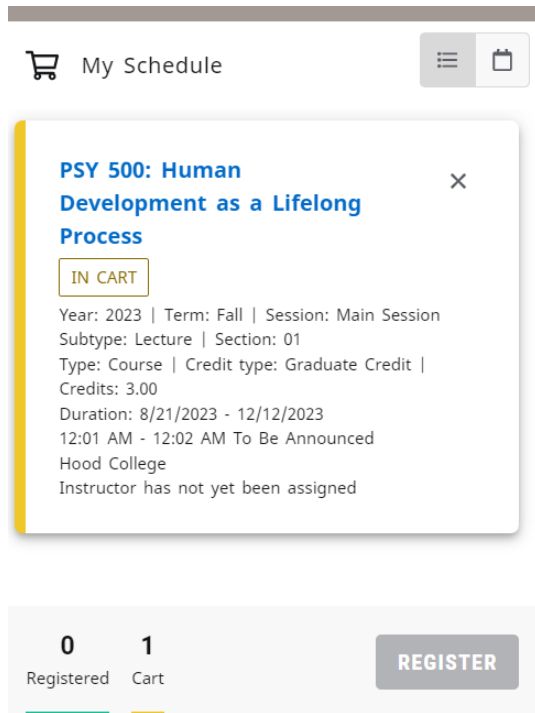 My Schedule
PSY 500: Human
Development as a Lifelong
Process
IN CART
Year: 2023 | Term: Fall | Session: Main Session
Subtype: Lecture | Section: 01
Type: Course | Credit type: Graduate Credit |
Credits: 3.00
Duration: 8/21/2023 - 12/12/2023
12:01 AM - 12:02 AM To Be Announced
Hood College
Instructor has not yet been assigned
0 1
Registered Cart
REGISTER